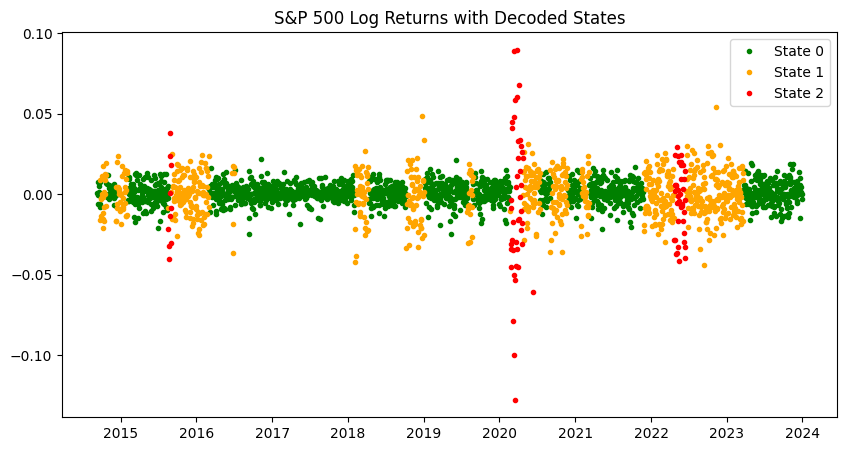 S&P 500 Log Returns with Decoded States
0.10
State 0
State 1
State 2
0.05
0.00
−0.05
−0.10
2015 2016 2017 2018 2019 2020 2021 2022 2023 2024